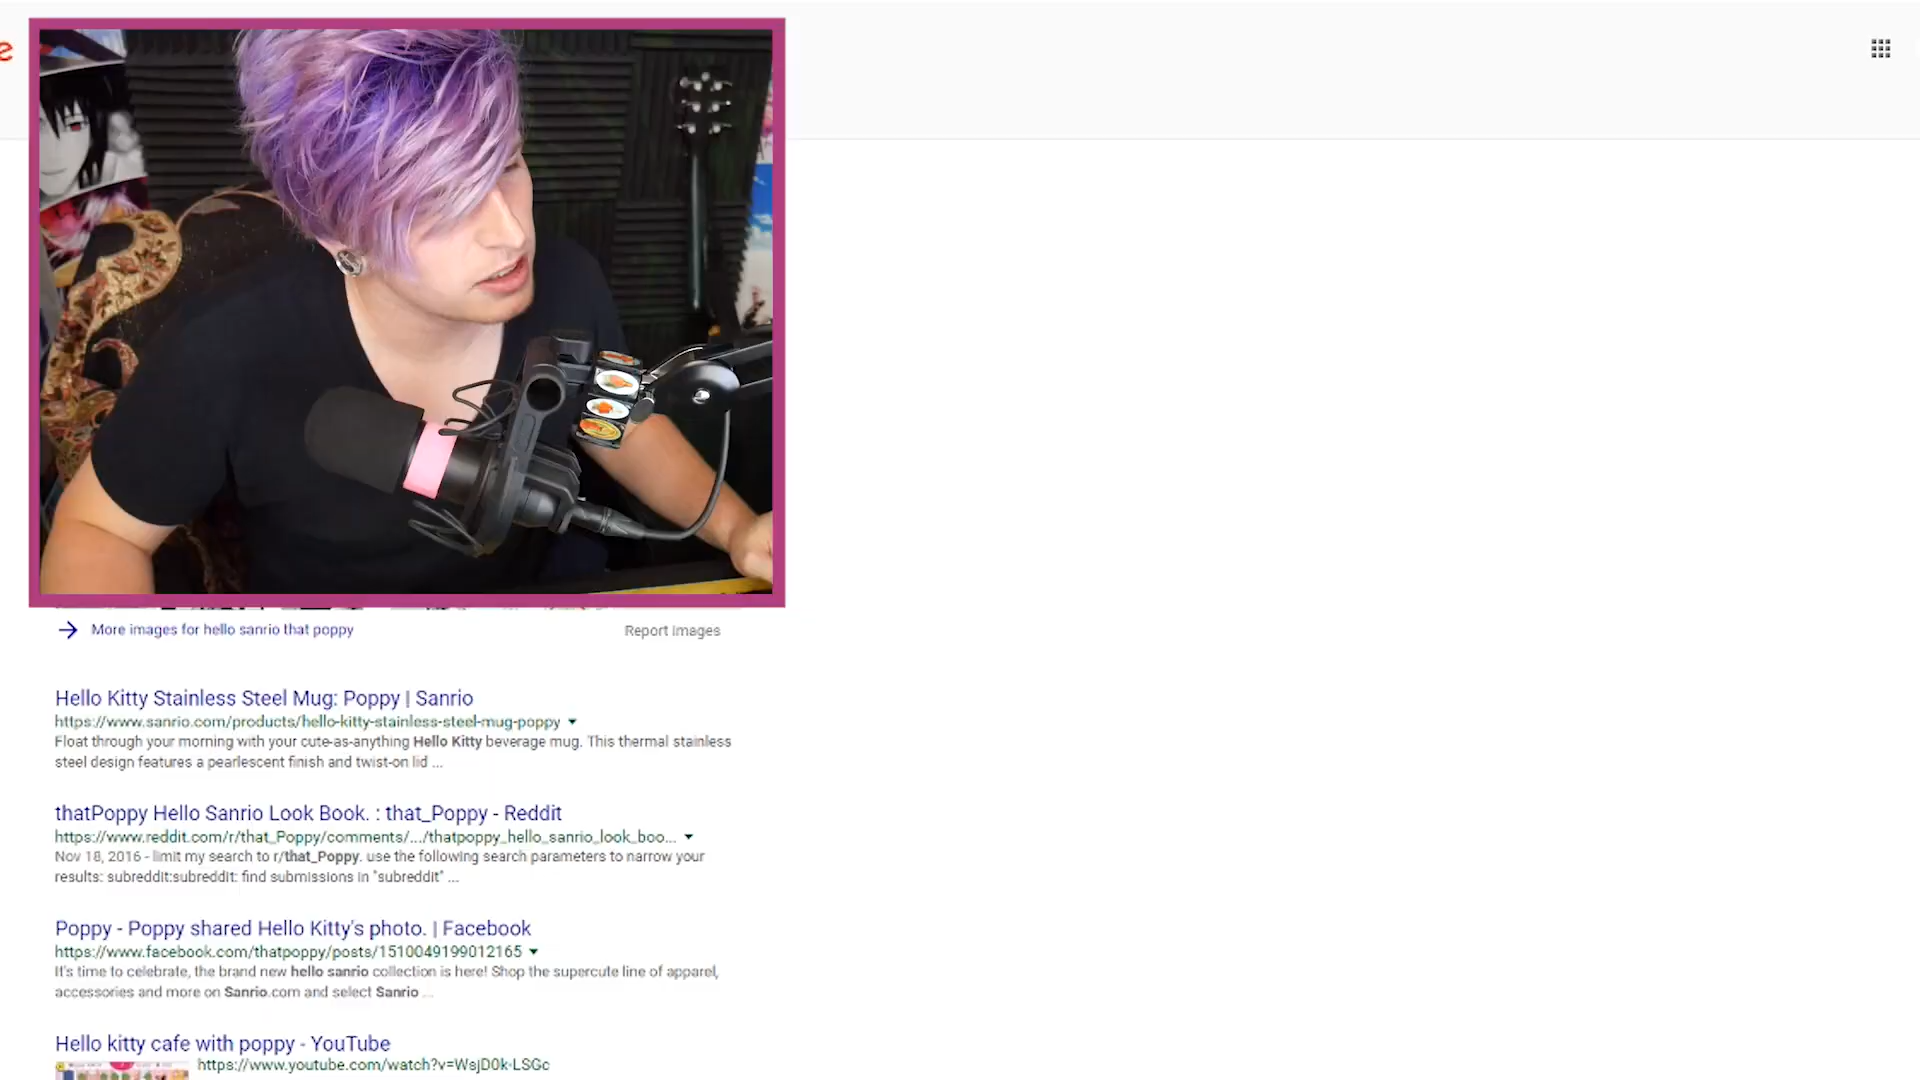 e
More images for hello sanrio that poppy
Report images
Hello Kitty Stainless Steel Mug: Poppy | Sanrio
https://www.sanrio.com/products/hello-kitty-stainless-steel-mug-poppy
Float through your morning with your cute-as-anything Hello Kitty beverage mug. This thermal stainless
steel design features a pearlescent finish and twist-on lid ...
thatPoppy Hello Sanrio Look Book. : that_Poppy - Reddit
https://www.reddit.com/r/that_Poppy/comments/.../thatpoppy_hello_sanrio_look_boo...
Nov 18, 2016 - limit my search to r/that_Poppy. use the following search parameters to narrow your
results: subreddit:subreddit: find submissions in "subreddit" ...
Poppy - Poppy shared Hello Kitty's photo. | Facebook
https://www.facebook.com/thatpoppy/posts/1510049199012165
It's time to celebrate, the brand new hello sanrio collection is here! Shop the supercute line of apparel,
accessories and more on Sanrio.com and select Sanrio ...
Hello kitty cafe with poppy - YouTube
https://www.youtube.com/watch?v=WsjD0k-LSGc